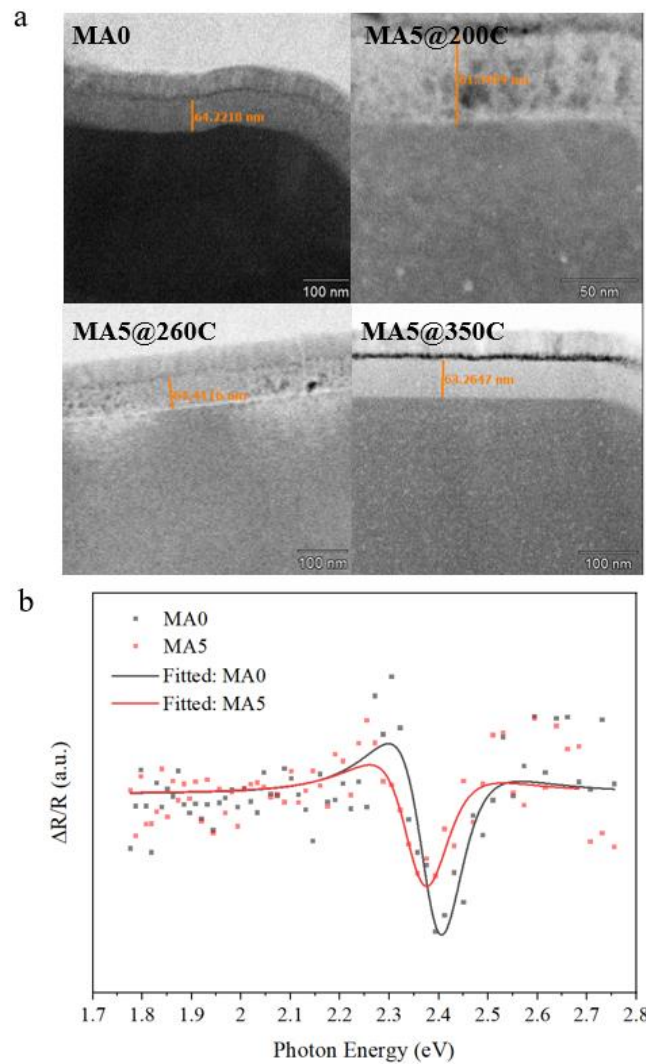 a
MA0
64.2210 nm
100 nm
MA5@200C
50 nm
MA5@260C
100 nm
MA5@350C
63.2647 nm
100 nm
b
MA0
MA5
Fitted: MA0
Fitted: MA5
ΔR/R (a.u.)
1.7 1.8 1.9 2.0 2.1 2.2 2.3 2.4 2.5 2.6 2.7 2.8
Photon Energy (eV)